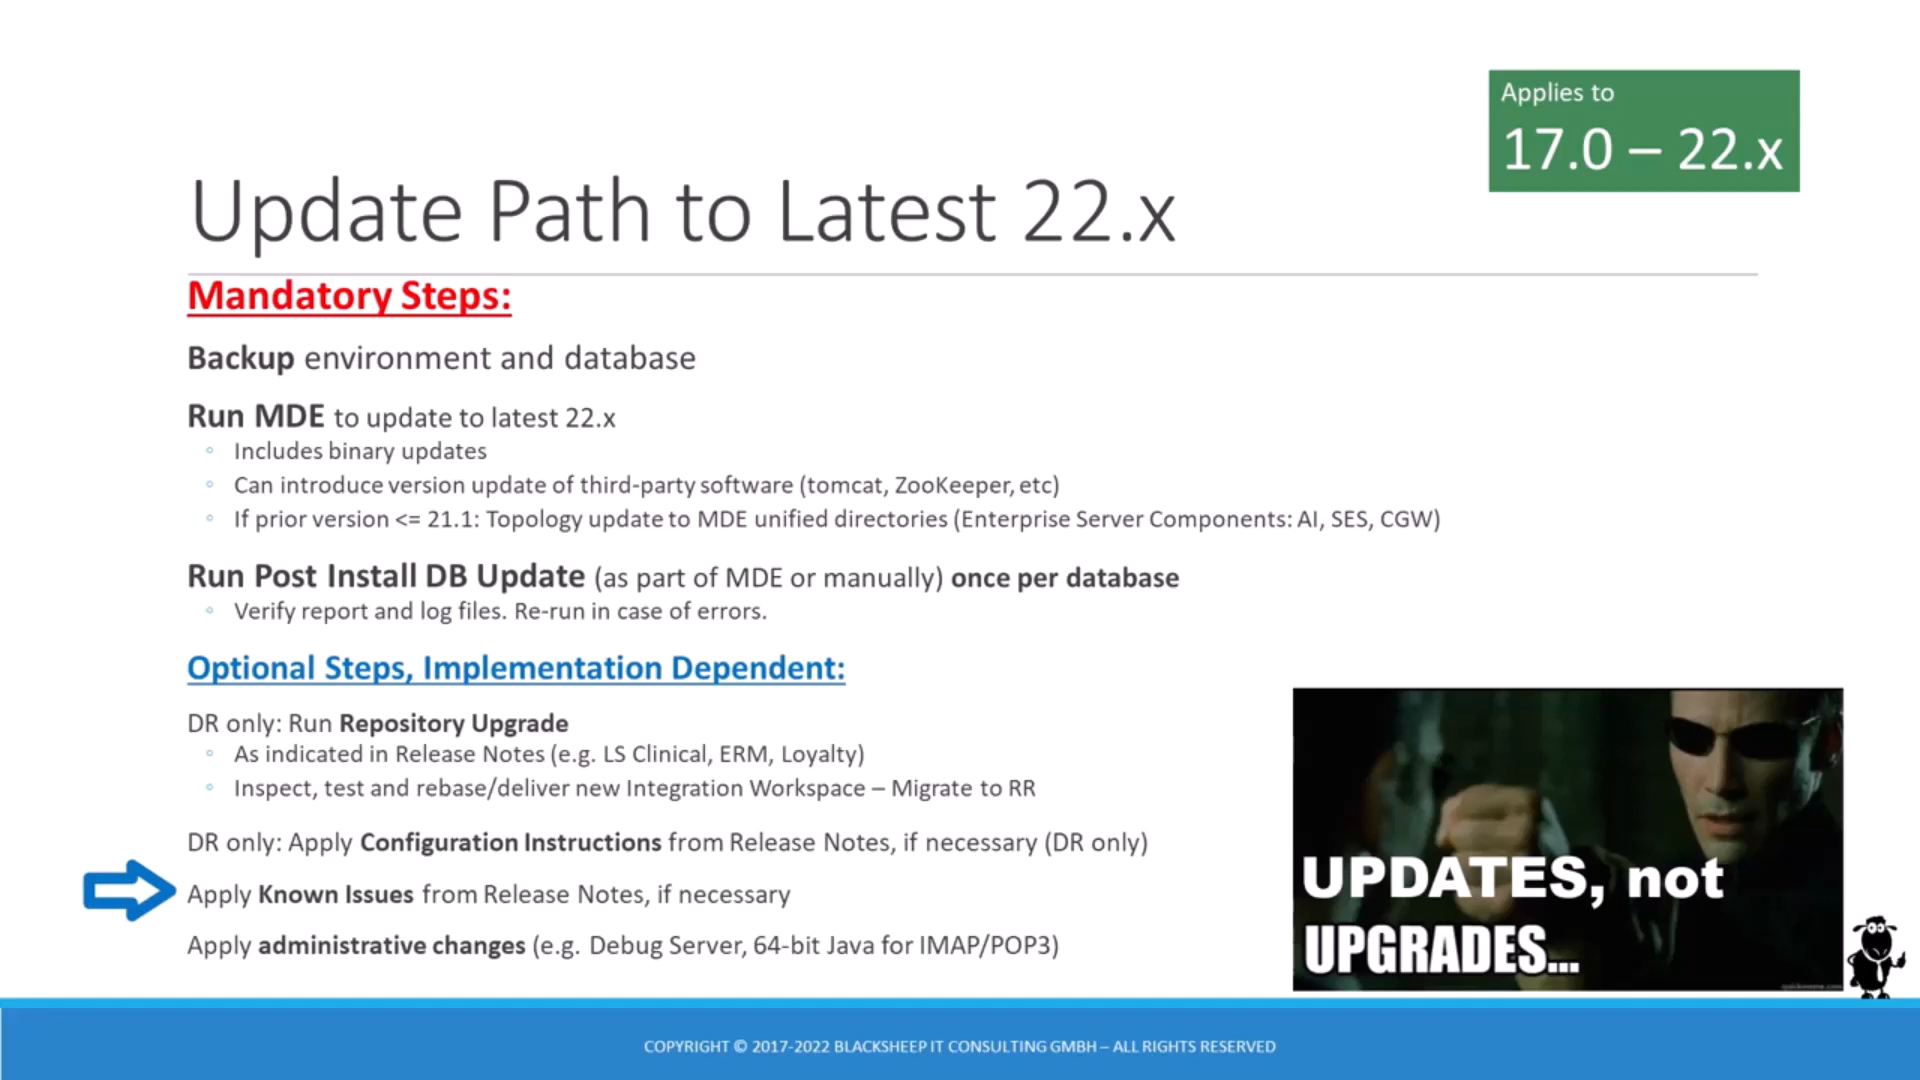 Applies to
17.0 – 22.x
Update Path to Latest 22.x
Mandatory Steps:
Backup environment and database
Run MDE to update to latest 22.x
◦ Includes binary updates
◦ Can introduce version update of third-party software (tomcat, ZooKeeper, etc)
◦ If prior version <= 21.1: Topology update to MDE unified directories (Enterprise Server Components: AI, SES, CGW)
Run Post Install DB Update (as part of MDE or manually) once per database
◦ Verify report and log files. Re-run in case of errors.
Optional Steps, Implementation Dependent:
DR only: Run Repository Upgrade
◦ As indicated in Release Notes (e.g. LS Clinical, ERM, Loyalty)
◦ Inspect, test and rebase/deliver new Integration Workspace – Migrate to RR
DR only: Apply Configuration Instructions from Release Notes, if necessary (DR only)
Apply Known Issues from Release Notes, if necessary
Apply administrative changes (e.g. Debug Server, 64-bit Java for IMAP/POP3)
UPDATES, not
UPGRADES...
COPYRIGHT © 2017-2022 BLACKSHEEP IT CONSULTING GMBH – ALL RIGHTS RESERVED